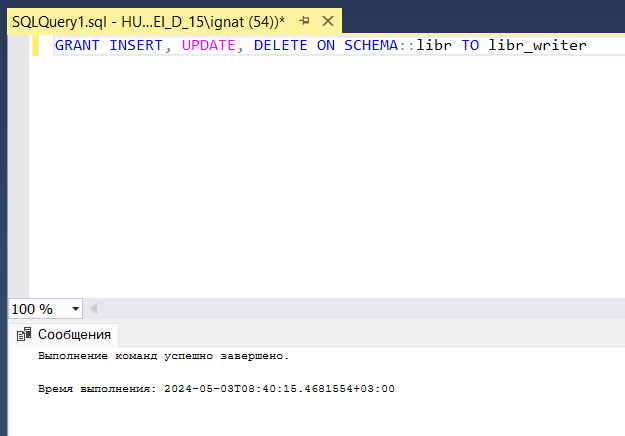 SQLQuery1.sql - HU...EI_D_15\ignat (54))*
GRANT INSERT, UPDATE, DELETE ON SCHEMA::libr TO libr_writer
100 %
Сообщения
Выполнение команд успешно завершено.
Время выполнения: 2024-05-03T08:40:15.4681554+03:00